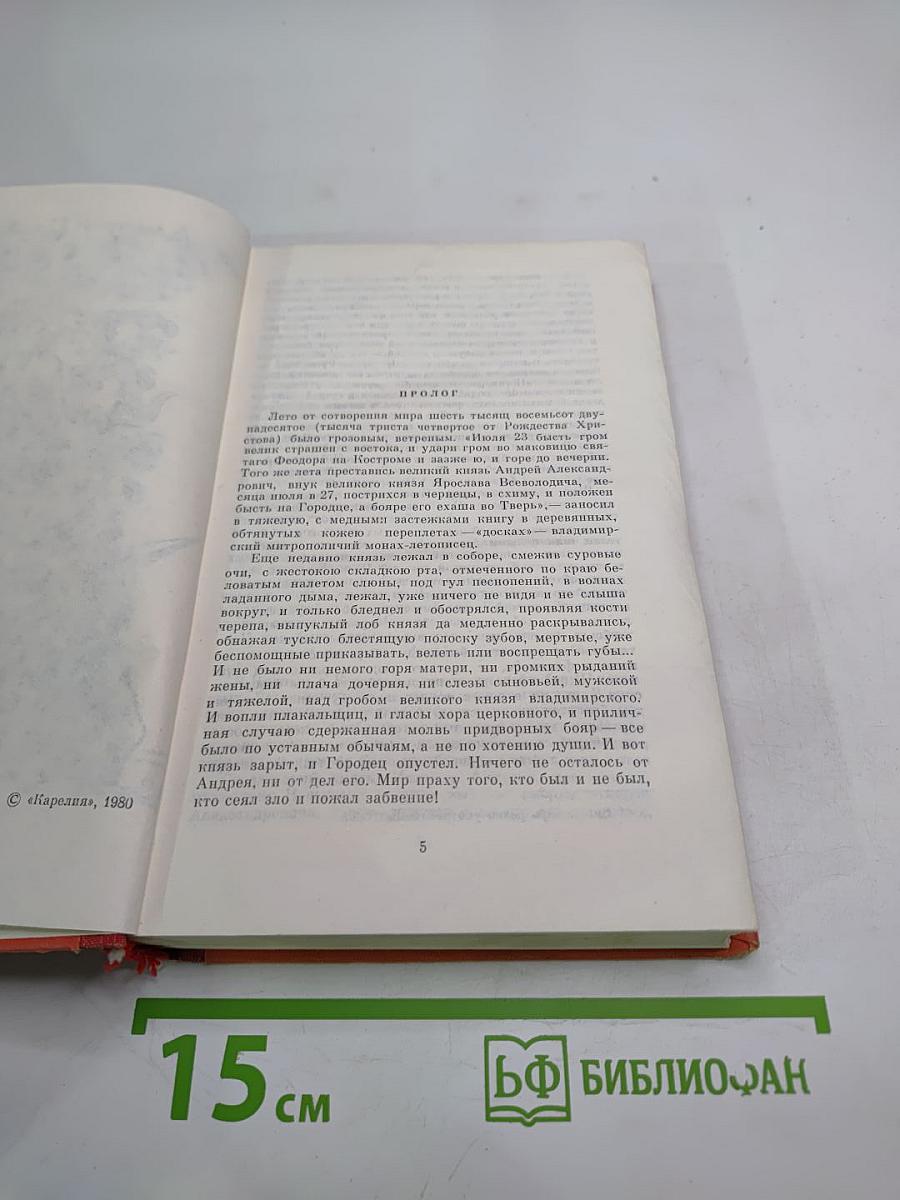 ПРОЛОГ
Лето от сотворения мира шесть тысящ восемьсот дву-
надесятое (тысяча триста четвертое от Рождества Хри-
стова) было грозовым, ветреным. «Июля 23 бысть гром
велик страшен с востока, и удари гром во маковицю свя-
таго Феодора на Костроме и зазже ю, и горе до вечерни.
Того же лета преставись великий князь Андрей Александ-
рович, внук великого князя Ярослава Всеволодича, ме-
сяца июля в 27, пострихся в чернецы, в схиму, и положен
бысть на Городце, а бояре его ехаша во Тверь»,— заносил
в тяжелую, с медными застежками книгу в деревянных,
обтянутых кожею переплетах —«досках»— владимир-
ский митрополичий монах-летописец.
Еще недавно князь лежал в соборе, смежив суровые
очи, с жестокою складкою рта, отмеченного по краю бе-
ловатым налетом слюны, под гул песнопений, в волнах
ладанного дыма, лежал, уже ничего не видя и не слыша
вокруг, и только бледнел и обострялся, проявляя кости
черепа, выпуклый лоб князя да медленно раскрывались,
обнажая тускло блестящую полоску зубов, мертвые, уже
беспомощные приказывать, велеть или воспрещать губы...
И не было ни немого горя матери, ни громких рыданий
жены, ни плача дочерня, ни слезы сыновьей, мужской
и тяжелой, над гробом великого князя владимирского.
И вопли плакальщиц, и гласы хора церковного, и прилич-
ная случаю сдержанная молвь придворных бояр — все
было по уставным обычаям, а не по хотению души. И вот
князь зарыт, и Городец опустел. Ничего не осталось от
Андрея, ни от дел его. Мир праху того, кто был и не был,
кто сеял зло и пожал забвение!
© «Карелия», 1980
5
15 см
БФ БИБЛИОФАН